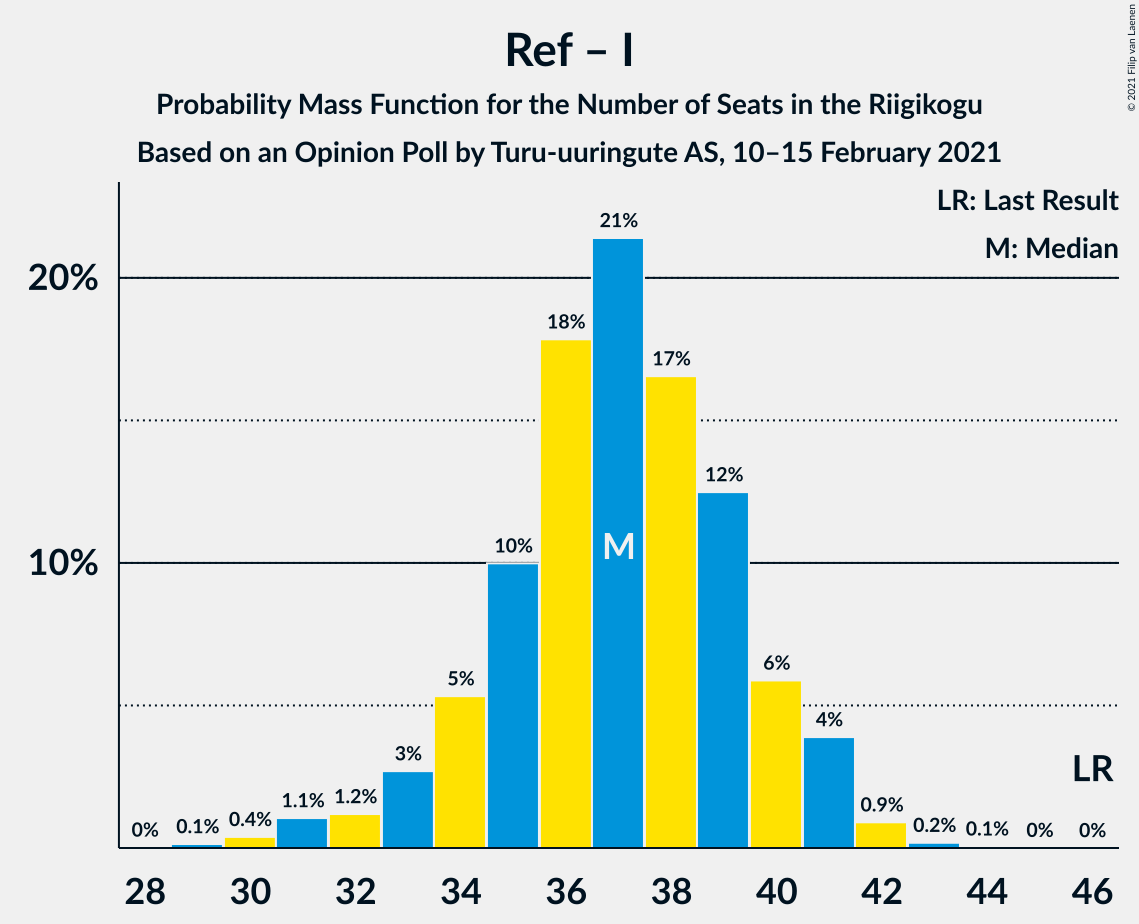 Ref – I
Probability Mass Function for the Number of Seats in the Riigikogu
Based on an Opinion Poll by Turu-uuringute AS, 10–15 February 2021
© 2021 Filip van Laenen
LR: Last Result
M: Median
20%
10%
0%
0.1%
0.4%
1.1%
1.2%
3%
5%
10%
18%
21%
17%
12%
6%
4%
0.9%
0.2%
0.1%
0%
0%
M
LR
28 30 32 34 36 38 40 42 44 46